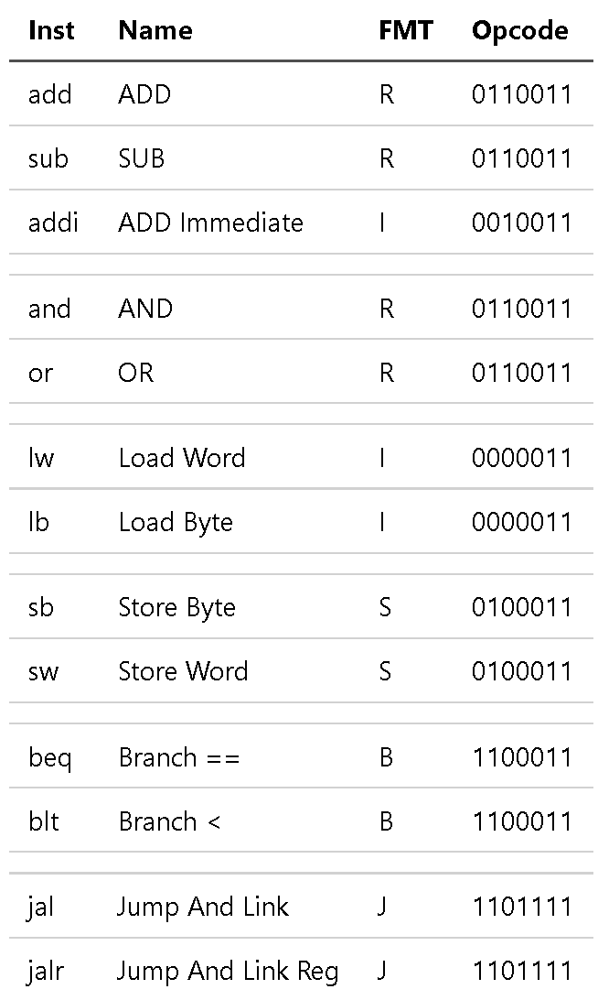 Inst Name FMT Opcode
add ADD R 0110011
sub SUB R 0110011
addi ADD Immediate I 0010011
and AND R 0110011
or OR R 0110011
lw Load Word I 0000011
lb Load Byte I 0000011
sb Store Byte S 0100011
sw Store Word S 0100011
beq Branch == B 1100011
blt Branch < B 1100011
jal Jump And Link J 1101111
jalr Jump And Link Reg J 1101111